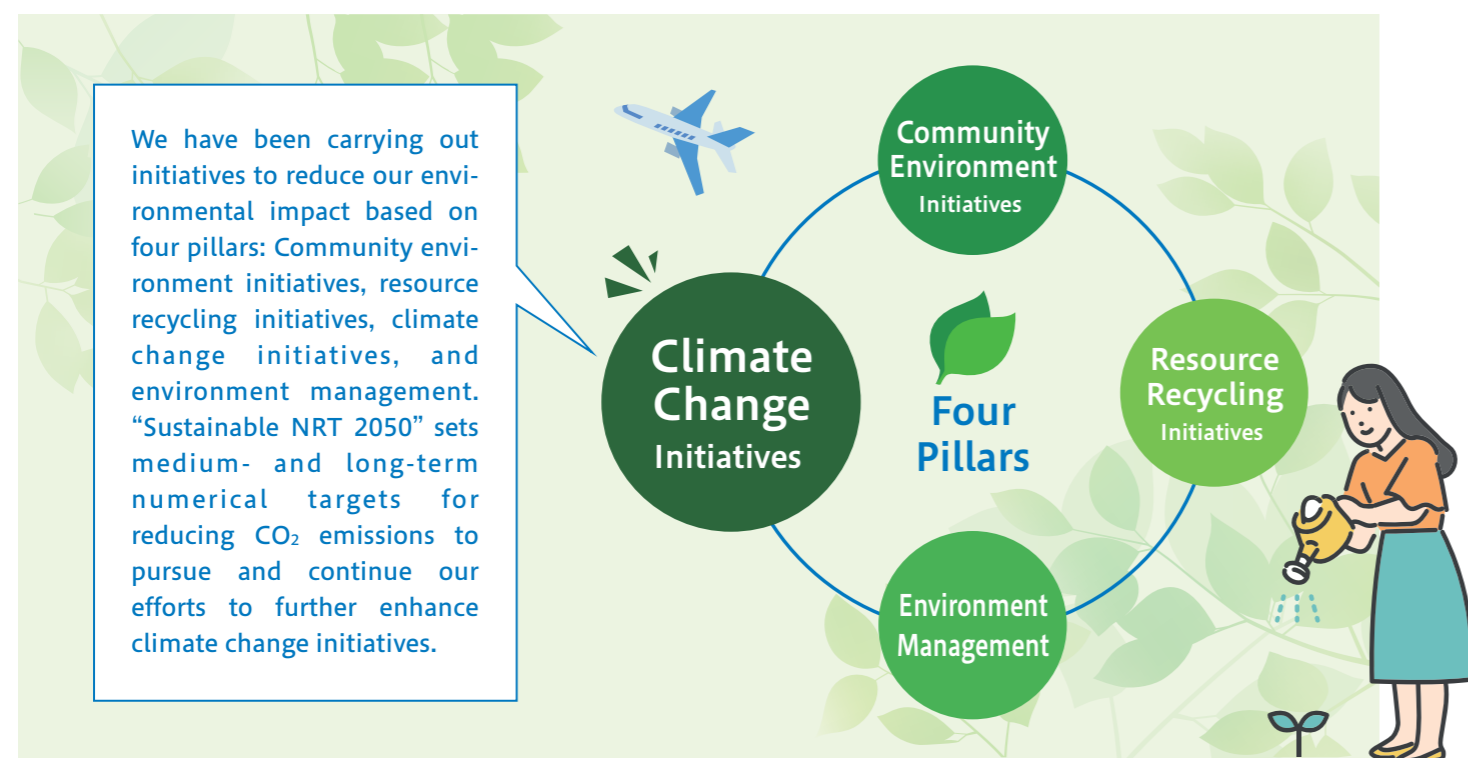 We have been carrying out
initiatives to reduce our envi-
ronmental impact based on
four pillars: Community envi-
ronment initiatives, resource
recycling initiatives, climate
change initiatives, and
environment management.
“Sustainable NRT 2050” sets
medium- and long-term
numerical targets for
reducing CO₂ emissions to
pursue and continue our
efforts to further enhance
climate change initiatives.
Community
Environment
Initiatives
Climate
Change
Initiatives
Four
Pillars
Resource
Recycling
Initiatives
Environment
Management